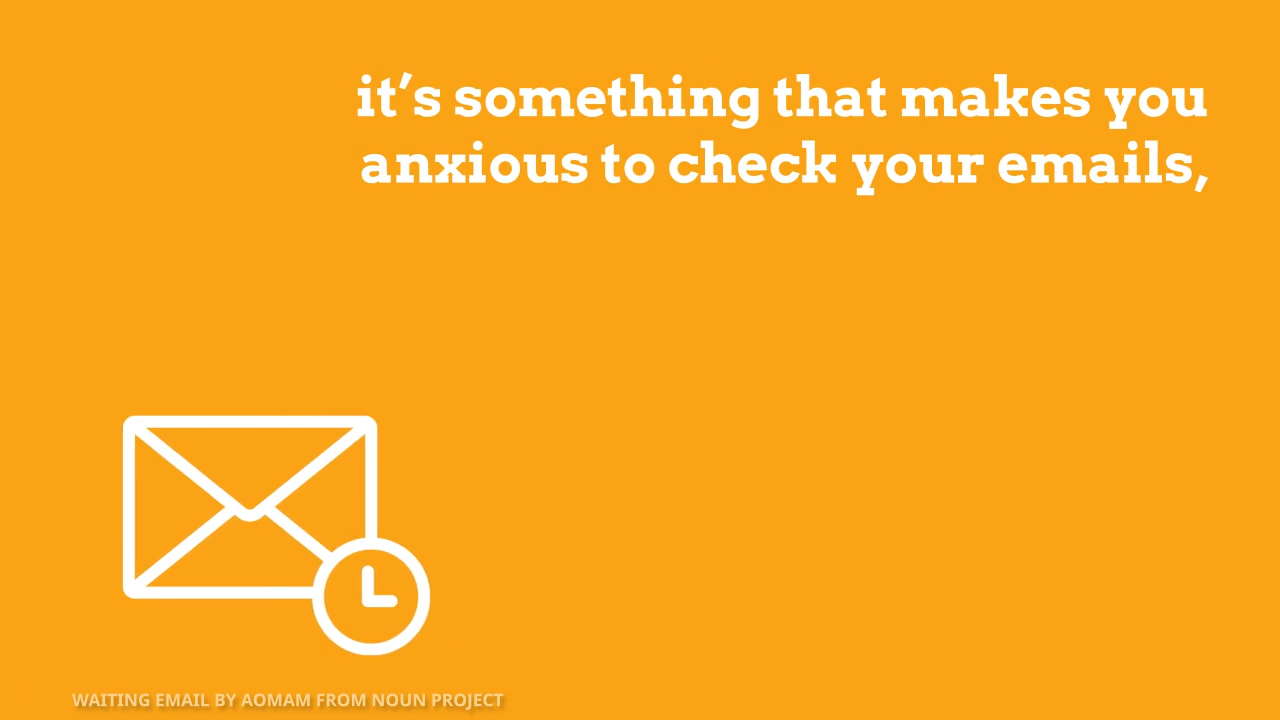 it’s something that makes you
anxious to check your emails,
WAITING EMAIL BY AOMAM FROM NOUN PROJECT